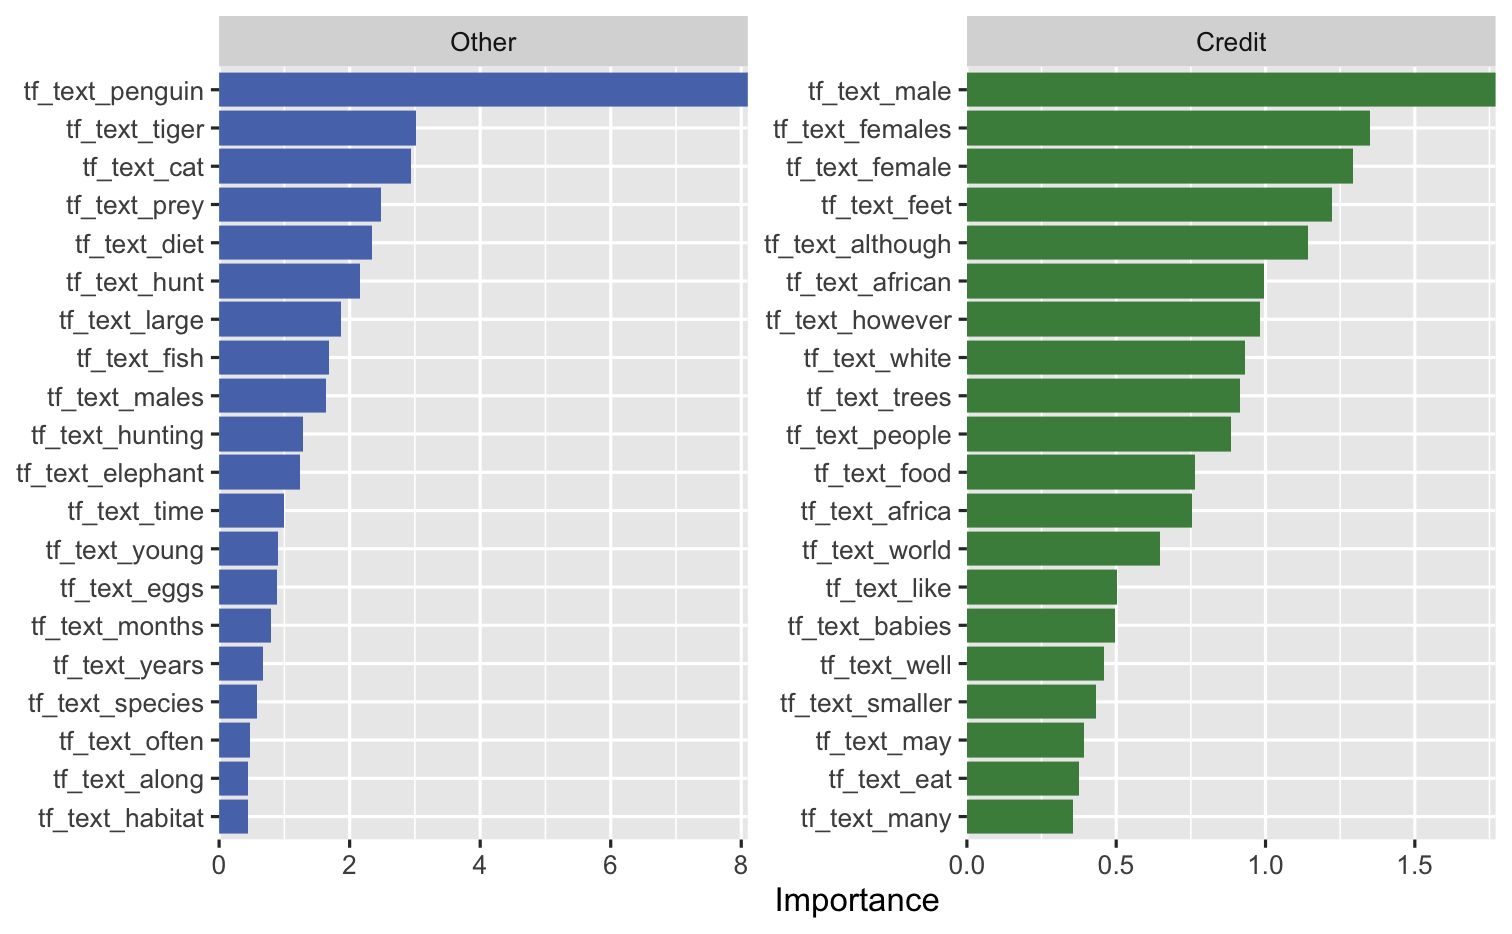 Other
tf_text_penguin
tf_text_tiger
tf_text_cat
tf_text_prey
tf_text_diet
tf_text_hunt
tf_text_large
tf_text_fish
tf_text_males
tf_text_hunting
tf_text_elephant
tf_text_time
tf_text_young
tf_text_eggs
tf_text_months
tf_text_years
tf_text_species
tf_text_often
tf_text_along
tf_text_habitat
0 2 4 6 8
Credit
tf_text_male
tf_text_females
tf_text_female
tf_text_feet
tf_text_although
tf_text_african
tf_text_however
tf_text_white
tf_text_trees
tf_text_people
tf_text_food
tf_text_africa
tf_text_world
tf_text_like
tf_text_babies
tf_text_well
tf_text_smaller
tf_text_may
tf_text_eat
tf_text_many
0.0 0.5 1.0 1.5
Importance